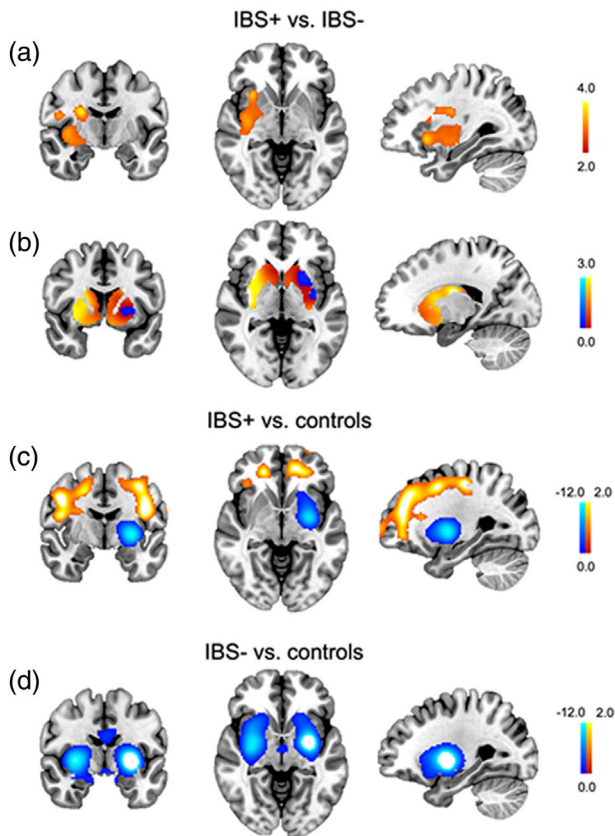 IBS+ vs. IBS-
(a)
4.0
2.0
(b)
3.0
0.0
IBS+ vs. controls
(c)
-12.0 2.0
0.0
IBS- vs. controls
(d)
-12.0 2.0
0.0